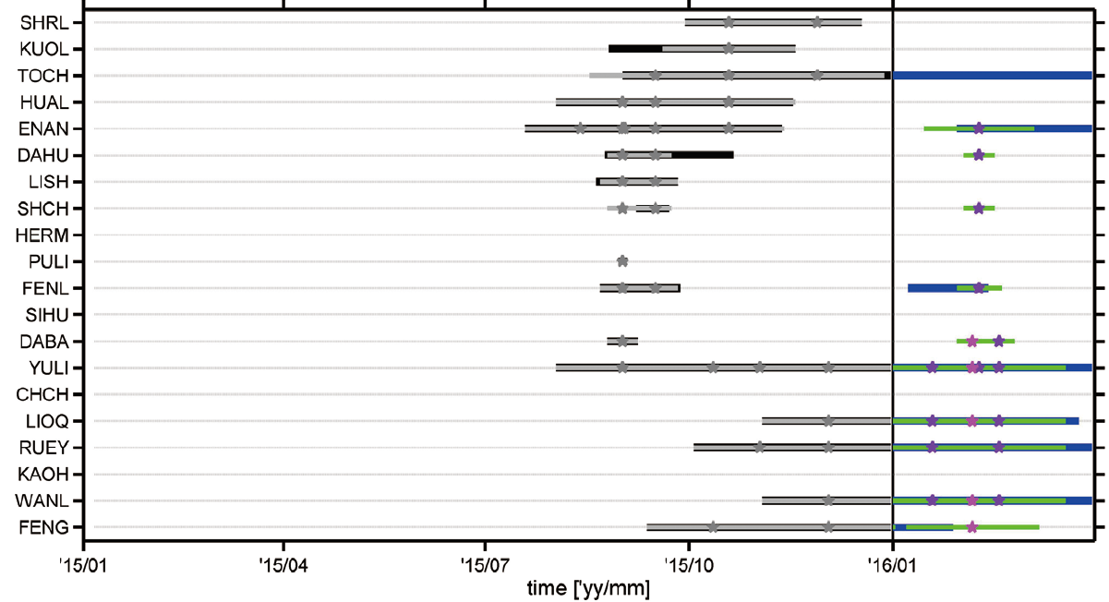 SHRL
KUOL
TOCH
HUAL
ENAN
DAHU
LISH
SHCH
HERM
PULI
FENL
SIHU
DABA
YULI
CHCH
LIOQ
RUEY
KAOH
WANL
FENG
'15/01 '15/04 '15/07 '15/10 '16/01
time ['yy/mm]